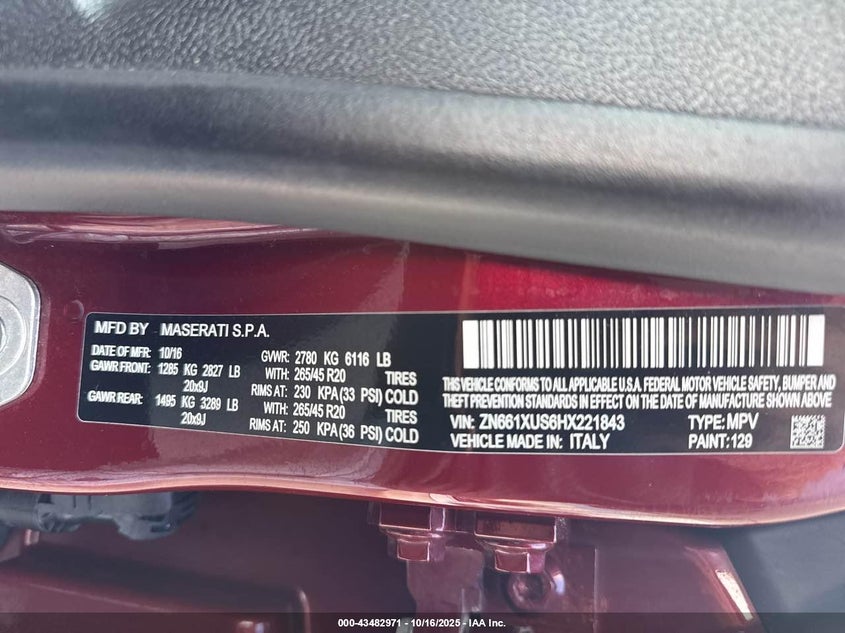 MFD BY MASERATI S.P.A.
DATE OF MFR: 10/16 GVWR: 2780 KG 6116 LB
GAWR FRONT: 1285 KG 2827 LB WITH: 265/45 R20 TIRES
20x9J RIMS AT: 230 KPA (33 PSI) COLD
GAWR REAR: 1495 KG 3289 LB WITH: 265/45 R20 TIRES
20x9J RIMS AT: 250 KPA (36 PSI) COLD
THIS VEHICLE CONFORMS TO ALL APPLICABLE U.S.A. FEDERAL MOTOR VEHICLE SAFETY, BUMPER AND
THEFT PREVENTION STANDARDS IN EFFECT ON THE DATE OF MANUFACTURE SHOWN ABOVE
VIN: ZN661XUS6HX221843 TYPE: MPV
VEHICLE MADE IN: ITALY PAINT: 129
000-43482971 - 10/16/2025 - IAA Inc.